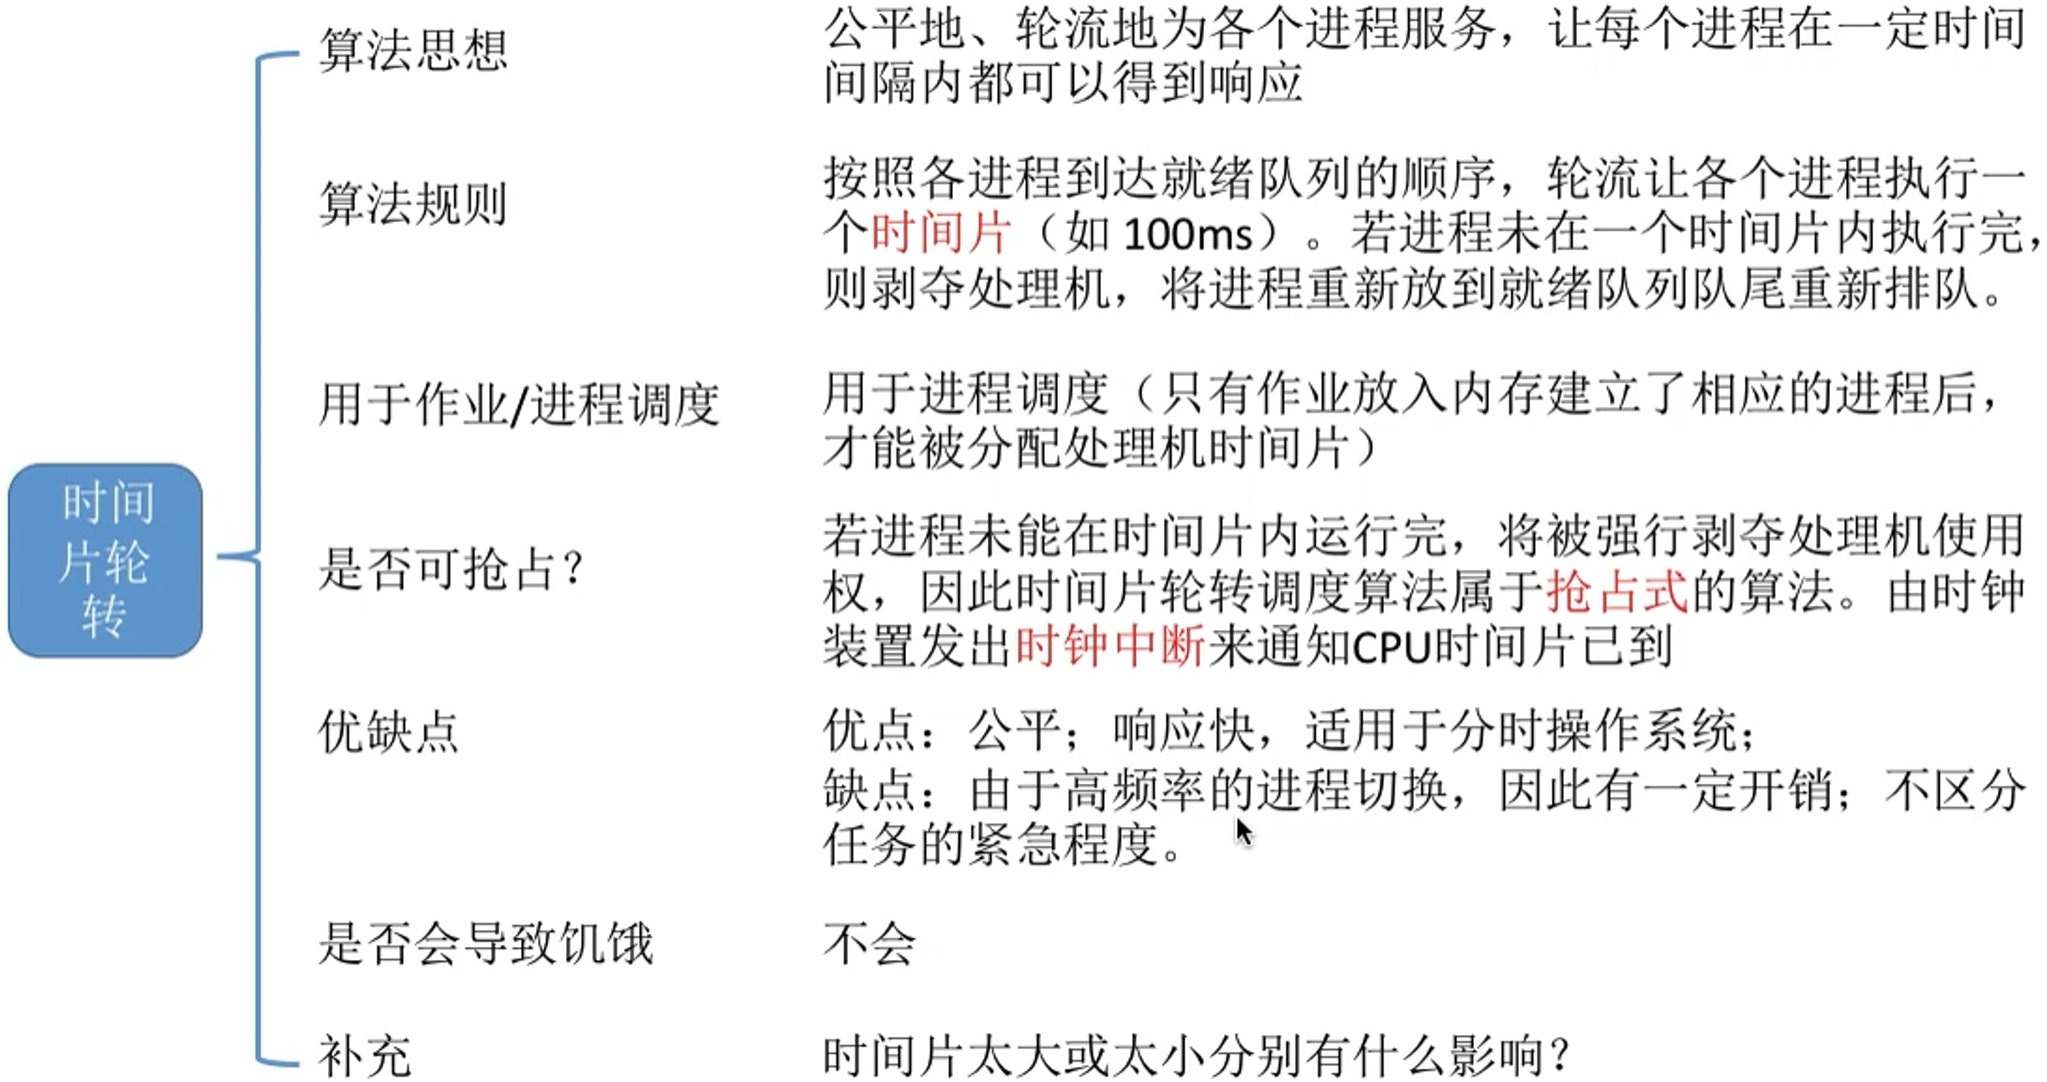 算法思想
公平地、轮流地为各个进程服务，让每个进程在一定时间
间隔内都可以得到响应
算法规则
按照各进程到达就绪队列的顺序，轮流让各个进程执行一
个时间片（如 100ms）。若进程未在一个时间片内执行完，
则剥夺处理机，将进程重新放到就绪队列队尾重新排队。
用于作业/进程调度
用于进程调度（只有作业放入内存建立了相应的进程后，
才能被分配处理机时间片）
时间
片轮
转
是否可抢占？
若进程未能在时间片内运行完，将被强行剥夺处理机使用
权，因此时间片轮转调度算法属于抢占式的算法。由时钟
装置发出时钟中断来通知CPU时间片已到
优缺点
优点：公平；响应快，适用于分时操作系统；
缺点：由于高频率的进程切换，因此有一定开销；不区分
任务的紧急程度。
是否会导致饥饿
不会
补充
时间片太大或太小分别有什么影响？